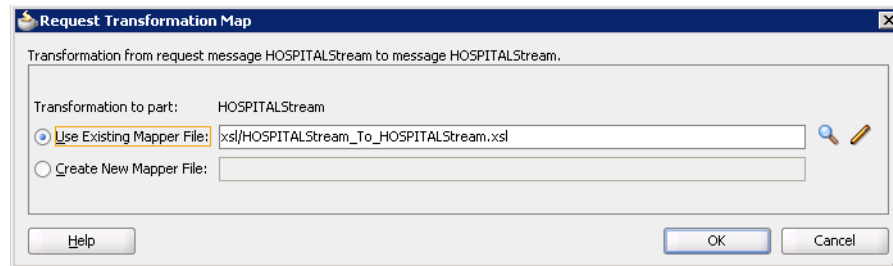 Request Transformation Map
Transformation from request message HOSPITALStream to message HOSPITALStream.
Transformation to part: HOSPITALStream
Use Existing Mapper File: xsl/HOSPITALStream_To_HOSPITALStream.xsl
Create New Mapper File:
Help OK Cancel